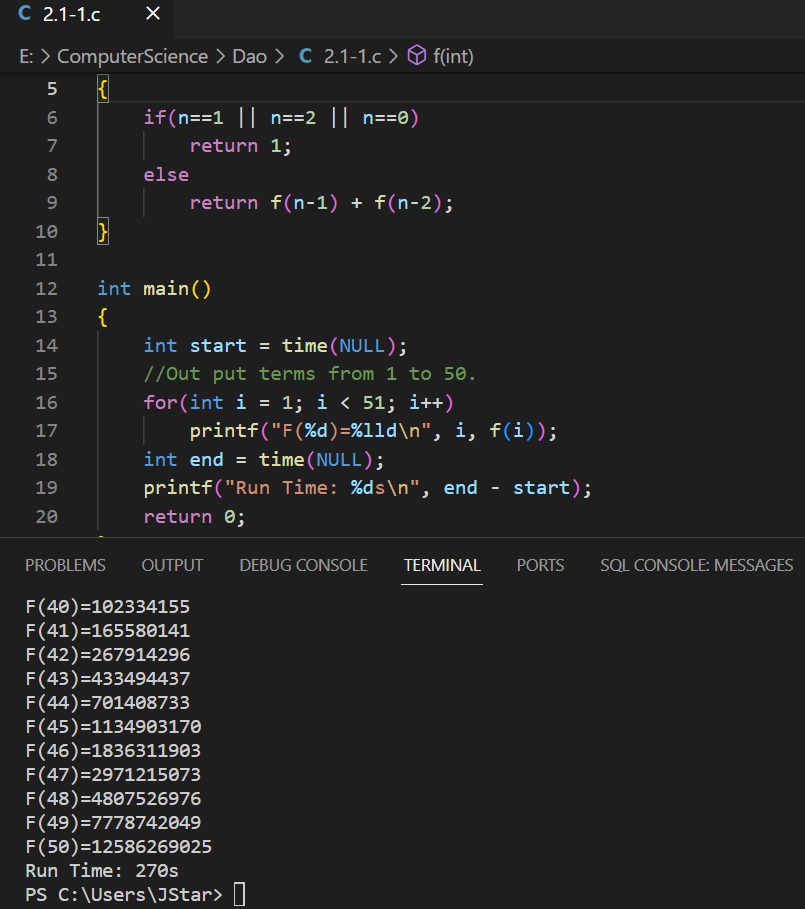 C 2.1-1.c ×
E: > ComputerScience > Dao > C 2.1-1.c > f(int)
5 {
6 if(n==1 || n==2 || n==0)
7 return 1;
8 else
9 return f(n-1) + f(n-2);
10 }
11
12 int main()
13 {
14 int start = time(NULL);
15 //Out put terms from 1 to 50.
16 for(int i = 1; i < 51; i++)
17 printf("F(%d)=%lld\n", i, f(i));
18 int end = time(NULL);
19 printf("Run Time: %ds\n", end - start);
20 return 0;
PROBLEMS OUTPUT DEBUG CONSOLE TERMINAL PORTS SQL CONSOLE: MESSAGES
F(40)=102334155
F(41)=165580141
F(42)=267914296
F(43)=433494437
F(44)=701408733
F(45)=1134903170
F(46)=1836311903
F(47)=2971215073
F(48)=4807526976
F(49)=7778742049
F(50)=12586269025
Run Time: 270s
PS C:\Users\JStar>